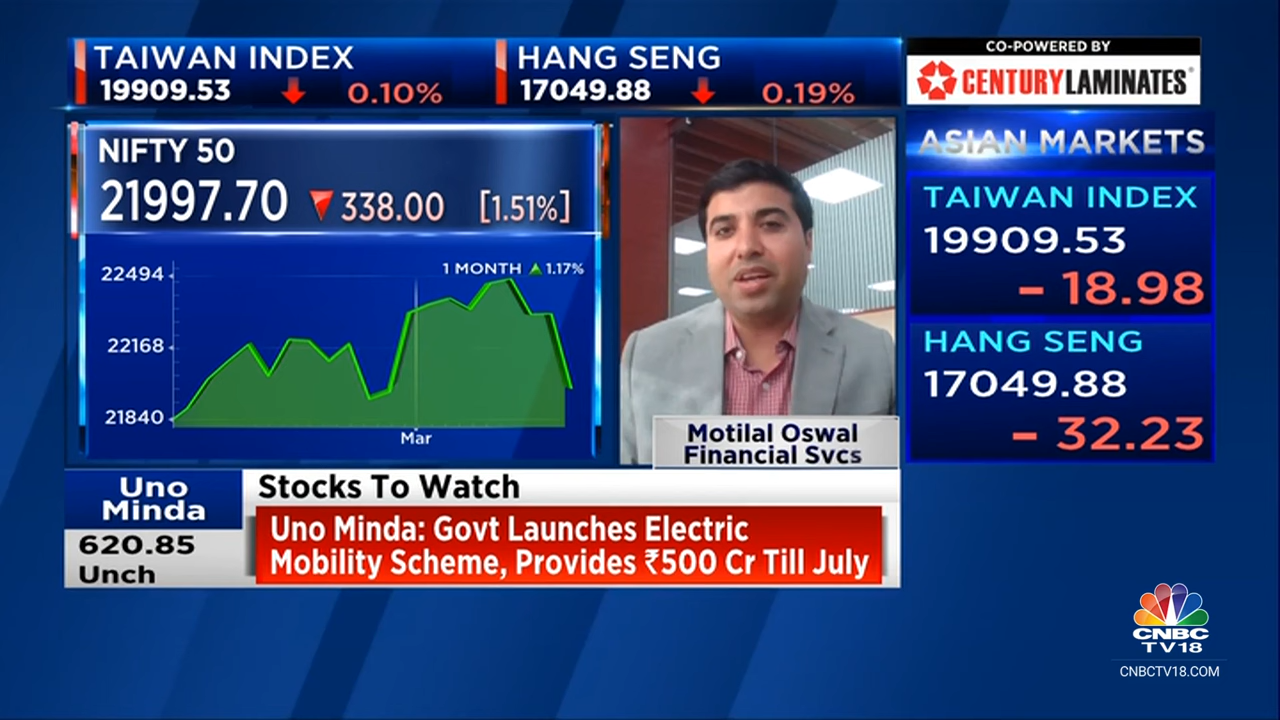 TAIWAN INDEX
19909.53 0.10%
HANG SENG
17049.88 0.19%
CO-POWERED BY
CENTURYLAMINATES®
NIFTY 50
21997.70 338.00 [1.51%]
1 MONTH 1.17%
22494
22168
21840
Mar
Motilal Oswal
Financial Svcs
ASIAN MARKETS
TAIWAN INDEX
19909.53
- 18.98
HANG SENG
17049.88
- 32.23
Uno
Minda
620.85
Unch
Stocks To Watch
Uno Minda: Govt Launches Electric
Mobility Scheme, Provides ₹500 Cr Till July
CNBC
TV18
CNBCTV18.COM